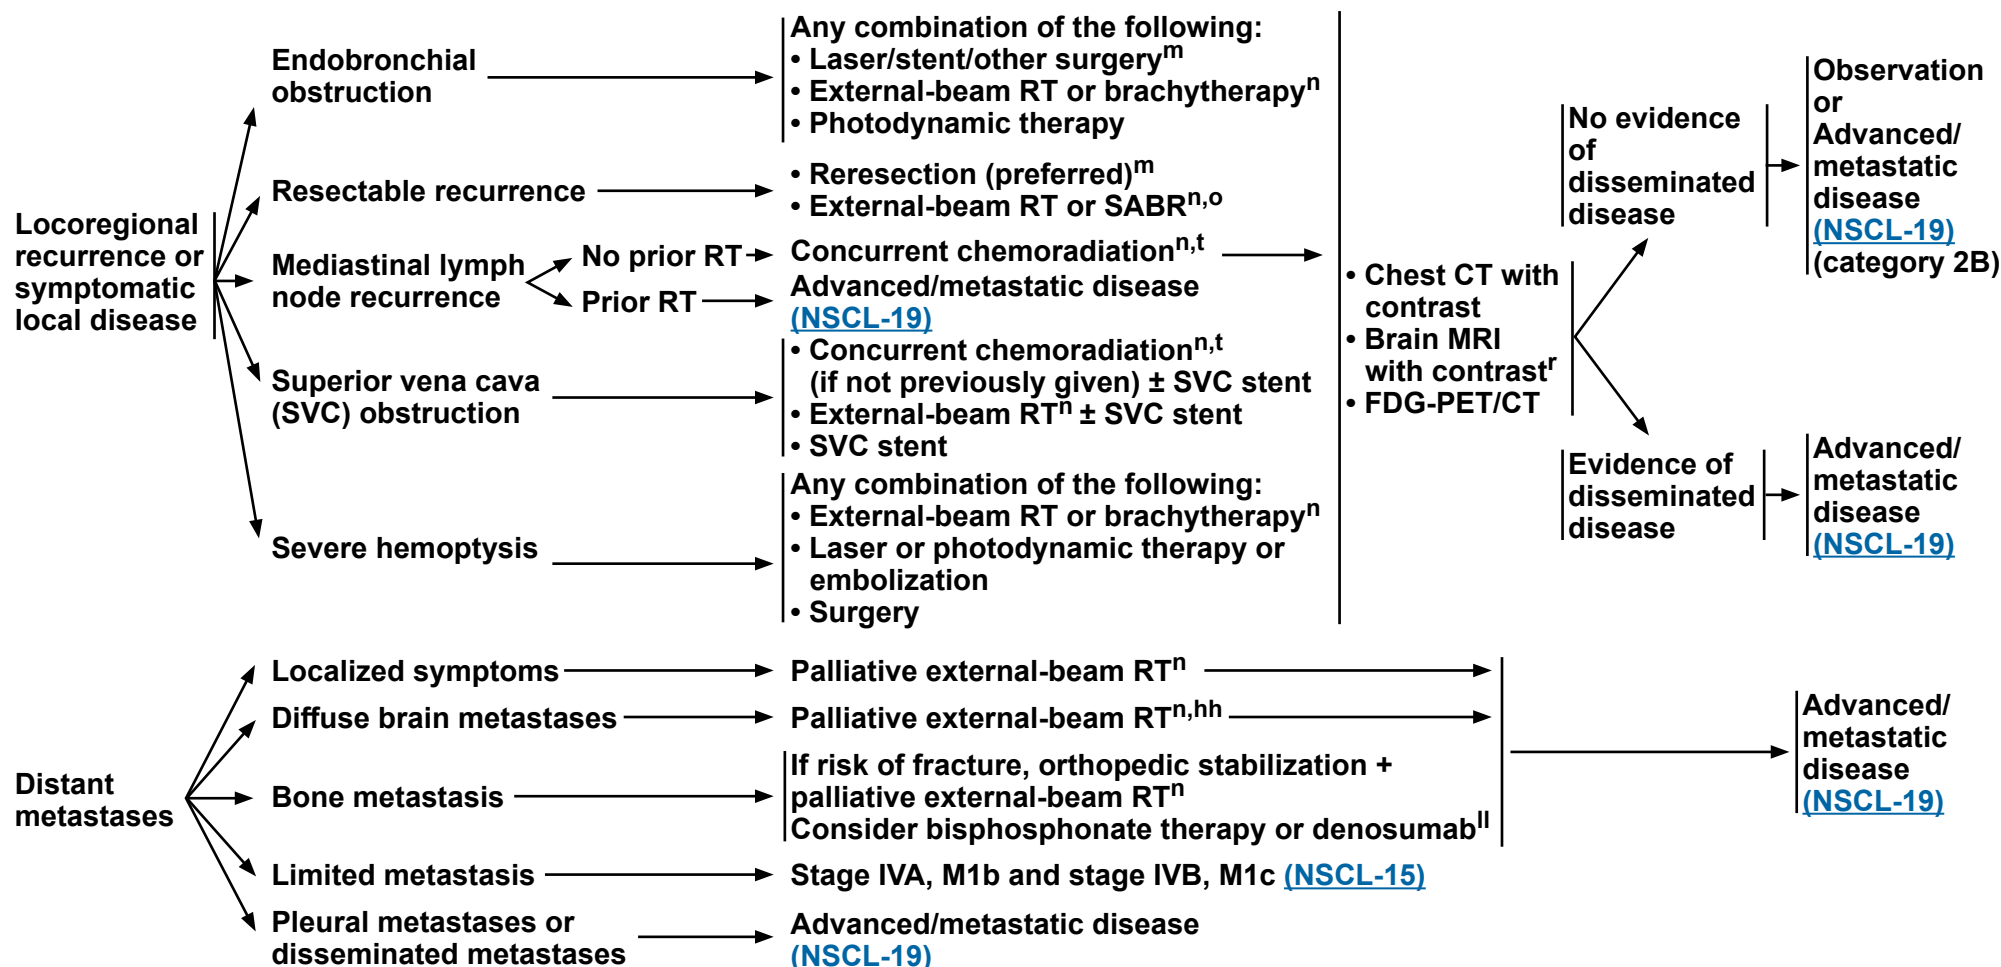 Locoregional
recurrence or
symptomatic
local disease
Endobronchial
obstruction
Any combination of the following:
• Laser/stent/other surgerym
• External-beam RT or brachytherapyn
• Photodynamic therapy
Resectable recurrence
• Reresection (preferred)m
• External-beam RT or SABRn,o
Mediastinal lymph
node recurrence
No prior RT
Concurrent chemoradiationn,t
Prior RT
Advanced/metastatic disease
(NSCL-19)
Superior vena cava
(SVC) obstruction
• Concurrent chemoradiationn,t
(if not previously given) ± SVC stent
• External-beam RTn ± SVC stent
• SVC stent
Severe hemoptysis
Any combination of the following:
• External-beam RT or brachytherapyn
• Laser or photodynamic therapy or
embolization
• Surgery
• Chest CT with
contrast
• Brain MRI
with contrastr
• FDG-PET/CT
No evidence
of
disseminated
disease
Observation
or
Advanced/
metastatic
disease
(NSCL-19)
(category 2B)
Evidence of
disseminated
disease
Advanced/
metastatic
disease
(NSCL-19)
Distant
metastases
Localized symptoms
Palliative external-beam RTn
Diffuse brain metastases
Palliative external-beam RTn,hh
Bone metastasis
If risk of fracture, orthopedic stabilization +
palliative external-beam RTn
Consider bisphosphonate therapy or denosumabll
Advanced/
metastatic
disease
(NSCL-19)
Limited metastasis
Stage IVA, M1b and stage IVB, M1c (NSCL-15)
Pleural metastases or
disseminated metastases
Advanced/metastatic disease
(NSCL-19)